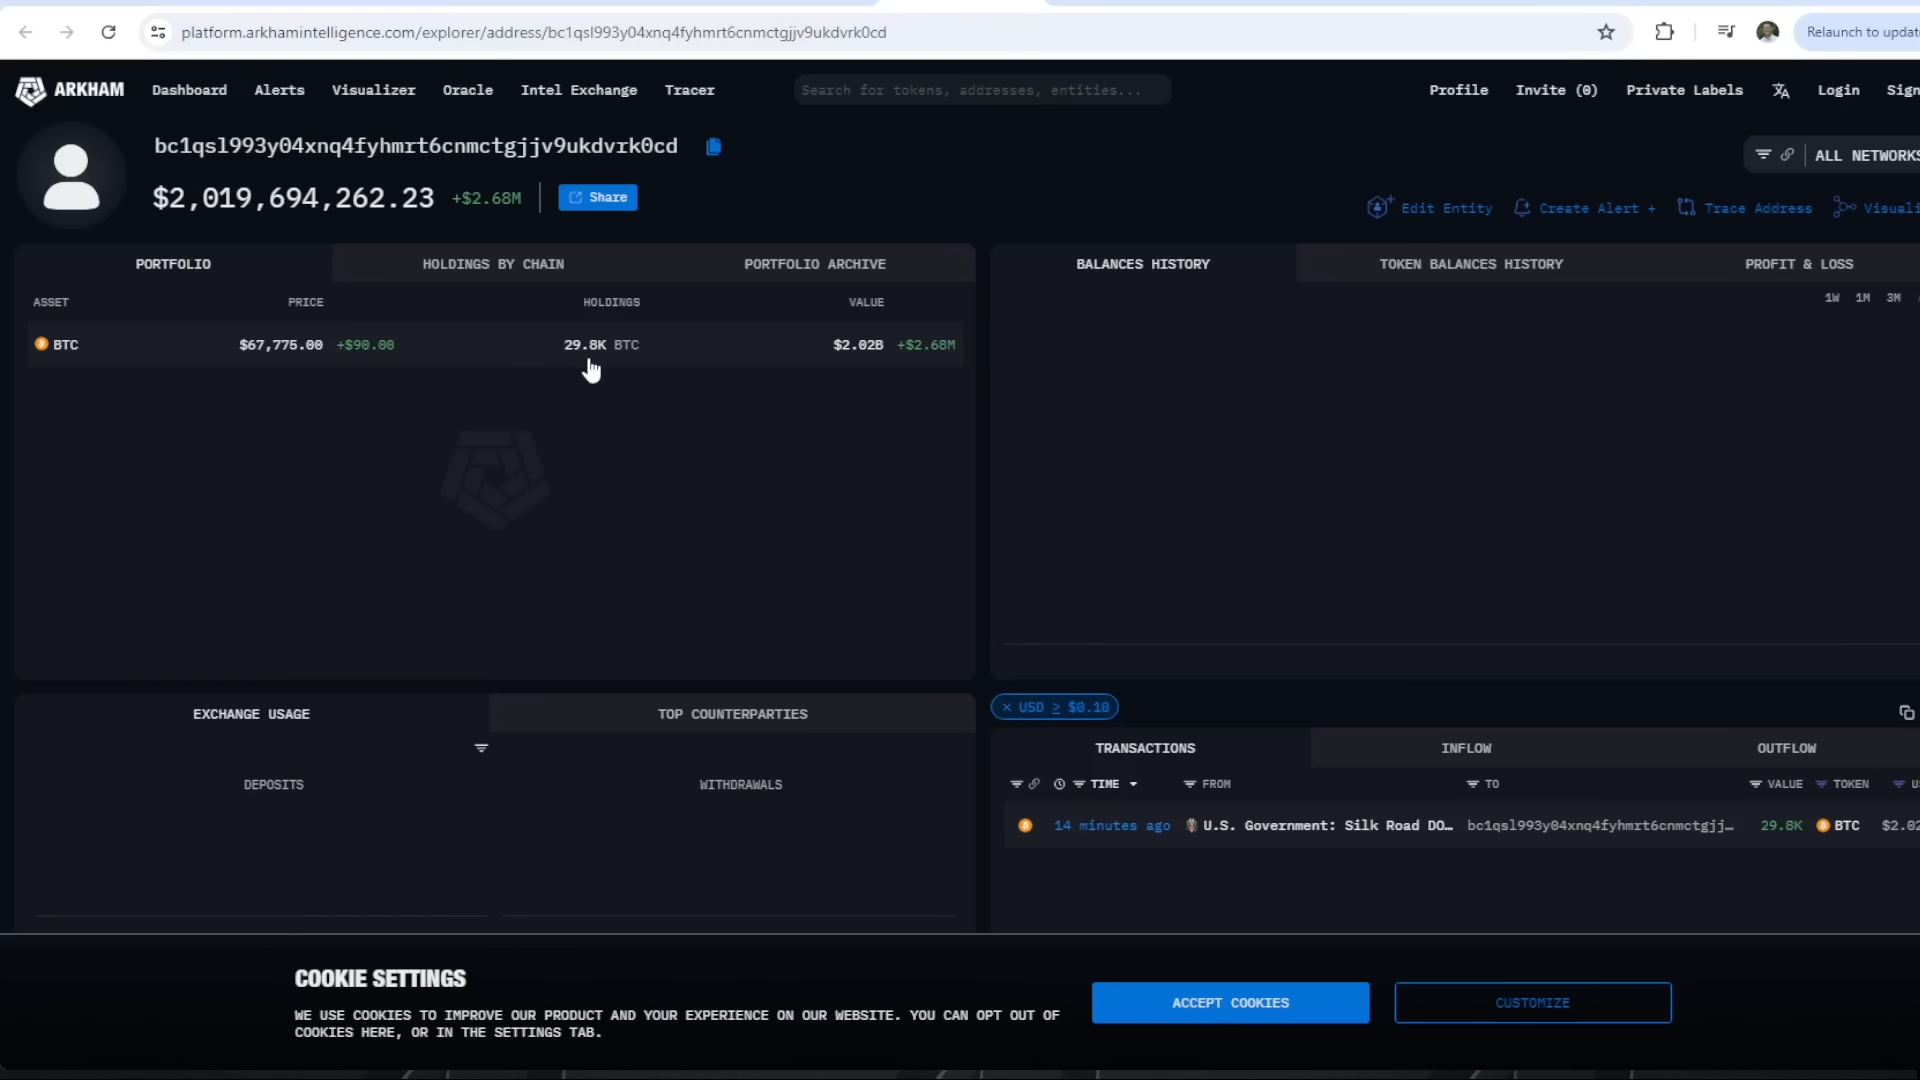 platform.arkhamintelligence.com/explorer/address/bc1qsl993y04xnq4fyhmrt6cnmctgjjv9ukdvrk0cd
Relaunch to update
ARKHAM Dashboard Alerts Visualizer Oracle Intel Exchange Tracer Search for tokens, addresses, entities... Profile Invite (0) Private Labels Login Sign
bc1qsl993y04xnq4fyhmrt6cnmctgjjv9ukdvrk0cd
ALL NETWORKS
$2,019,694,262.23 +$2.68M Share
Edit Entity Create Alert + Trace Address Visuali
PORTFOLIO HOLDINGS BY CHAIN PORTFOLIO ARCHIVE
BALANCES HISTORY TOKEN BALANCES HISTORY PROFIT & LOSS
ASSET PRICE HOLDINGS VALUE
1W 1M 3M
BTC $67,775.00 +$90.00 29.8K BTC $2.02B +$2.68M
EXCHANGE USAGE TOP COUNTERPARTIES
DEPOSITS WITHDRAWALS
× USD ≥ $0.10
TRANSACTIONS INFLOW OUTFLOW
TIME FROM TO VALUE TOKEN U
14 minutes ago U.S. Government: Silk Road DO… bc1qsl993y04xnq4fyhmrt6cnmctgjj… 29.8K BTC $2.02
COOKIE SETTINGS
WE USE COOKIES TO IMPROVE OUR PRODUCT AND YOUR EXPERIENCE ON OUR WEBSITE. YOU CAN OPT OUT OF
COOKIES HERE, OR IN THE SETTINGS TAB.
ACCEPT COOKIES CUSTOMIZE